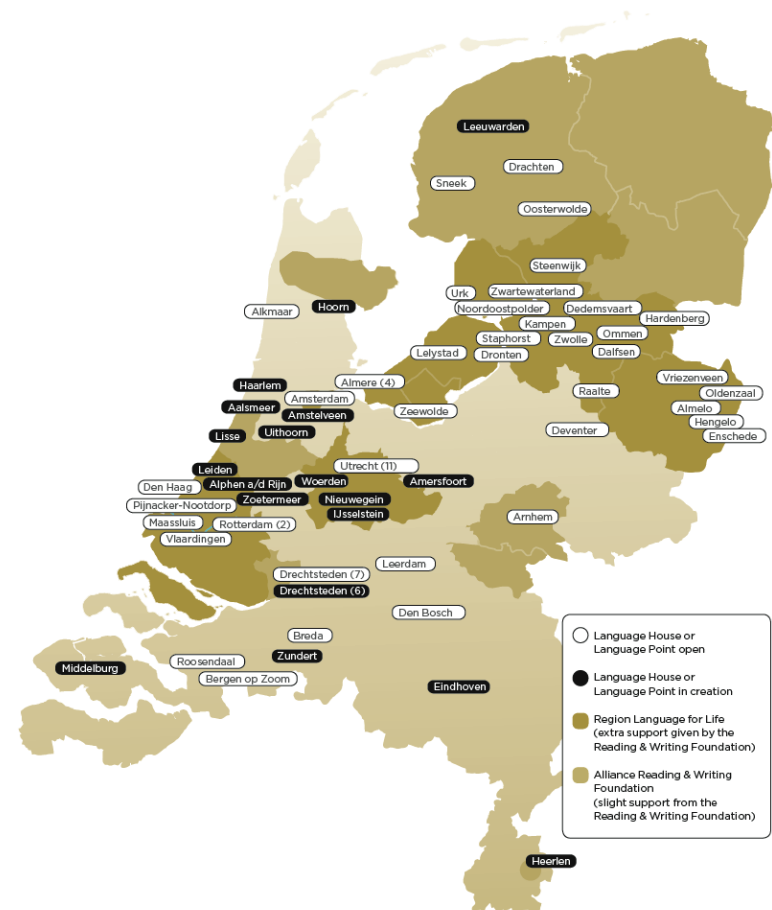 Leeuwarden
Drachten
Sneek
Oosterwolde
Steenwijk
Urk
Zwartewaterland
Noordoostpolder
Dedemsvaart
Hardenberg
Kampen
Ommen
Staphorst
Zwolle
Lelystad
Dronten
Dalfsen
Hoorn
Alkmaar
Vriezenveen
Haarlem
Almere (4)
Raalte
Oldenzaal
Amsterdam
Aalsmeer
Amstelveen
Zeewolde
Almelo
Hengelo
Lisse
Uithoorn
Deventer
Enschede
Leiden
Utrecht (11)
Den Haag
Alphen a/d Rijn
Woerden
Amersfoort
Pijnacker-Nootdorp
Zoetermeer
Nieuwegein
IJsselstein
Maassluis
Rotterdam (2)
Arnhem
Vlaardingen
Leerdam
Drechtsteden (7)
Drechtsteden (6)
Den Bosch
Breda
Zundert
Middelburg
Roosendaal
Bergen op Zoom
Eindhoven
Heerlen
Language House or
Language Point open
Language House or
Language Point in creation
Region Language for Life
(extra support given by the
Reading & Writing Foundation)
Alliance Reading & Writing
Foundation
(slight support from the
Reading & Writing Foundation)